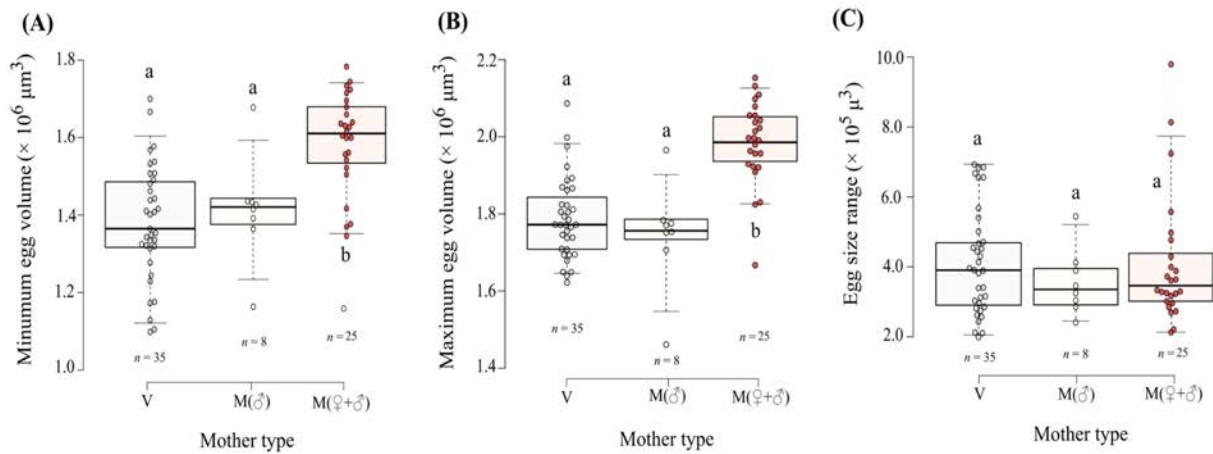 (A)
Minimum egg volume (× 10⁶ μm³)
1.8
1.6
1.4
1.2
1.0
a
a
b
n = 35
n = 8
n = 25
V
M(♂)
M(♀+♂)
Mother type
(B)
Maximum egg volume (× 10⁶ μm³)
2.2
2.0
1.8
1.6
1.4
a
a
b
n = 35
n = 8
n = 25
V
M(♂)
M(♀+♂)
Mother type
(C)
Egg size range (× 10⁵ μ³)
10.0
8.0
6.0
4.0
2.0
a
a
a
n = 35
n = 8
n = 25
V
M(♂)
M(♀+♂)
Mother type